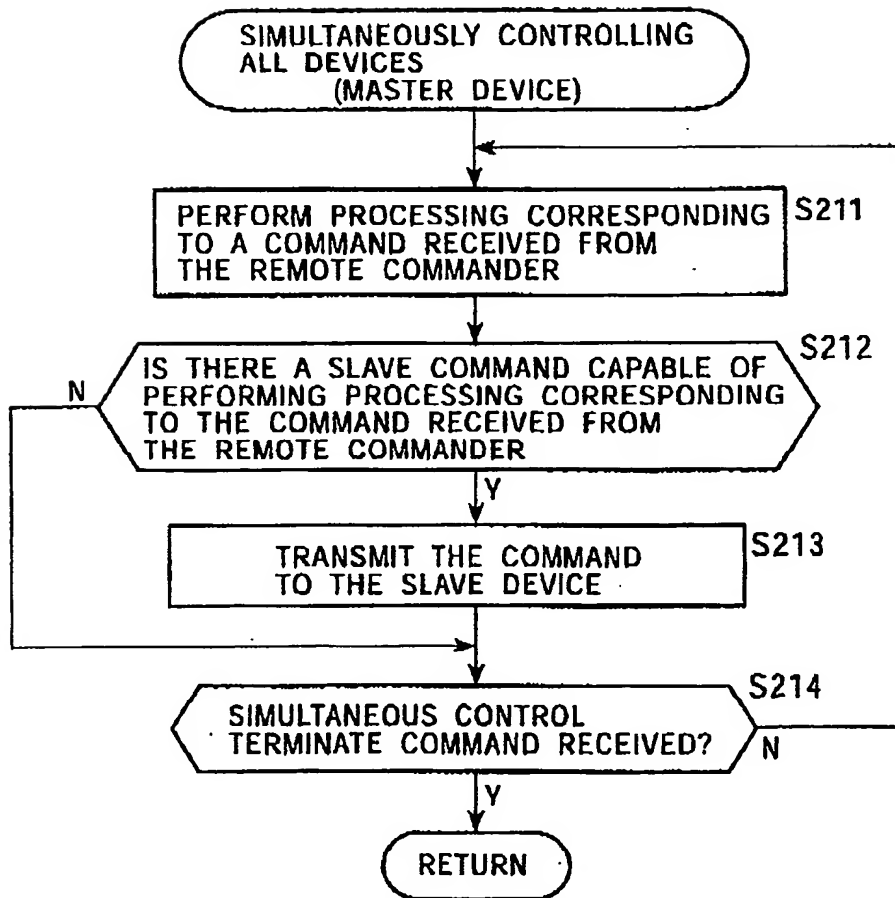 SIMULTANEOUSLY CONTROLLING
ALL DEVICES
(MASTER DEVICE)
PERFORM PROCESSING CORRESPONDING
TO A COMMAND RECEIVED FROM
THE REMOTE COMMANDER
S211
IS THERE A SLAVE COMMAND CAPABLE OF
PERFORMING PROCESSING CORRESPONDING
TO THE COMMAND RECEIVED FROM
THE REMOTE COMMANDER
S212
N
Y
TRANSMIT THE COMMAND
TO THE SLAVE DEVICE
S213
SIMULTANEOUS CONTROL
TERMINATE COMMAND RECEIVED?
S214
N
Y
RETURN